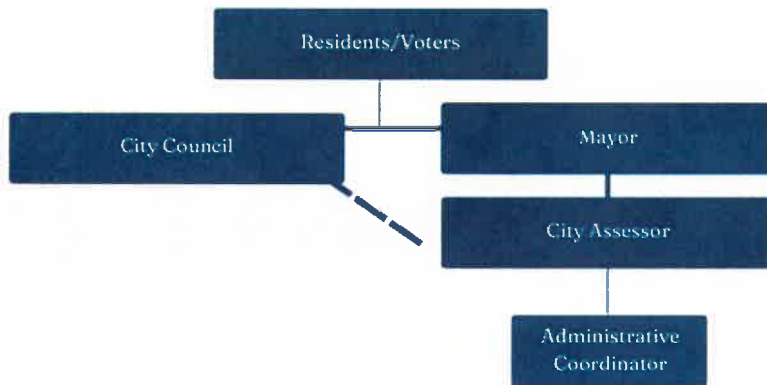 Residents/Voters
City Council
Mayor
City Assessor
Administrative
Coordinator